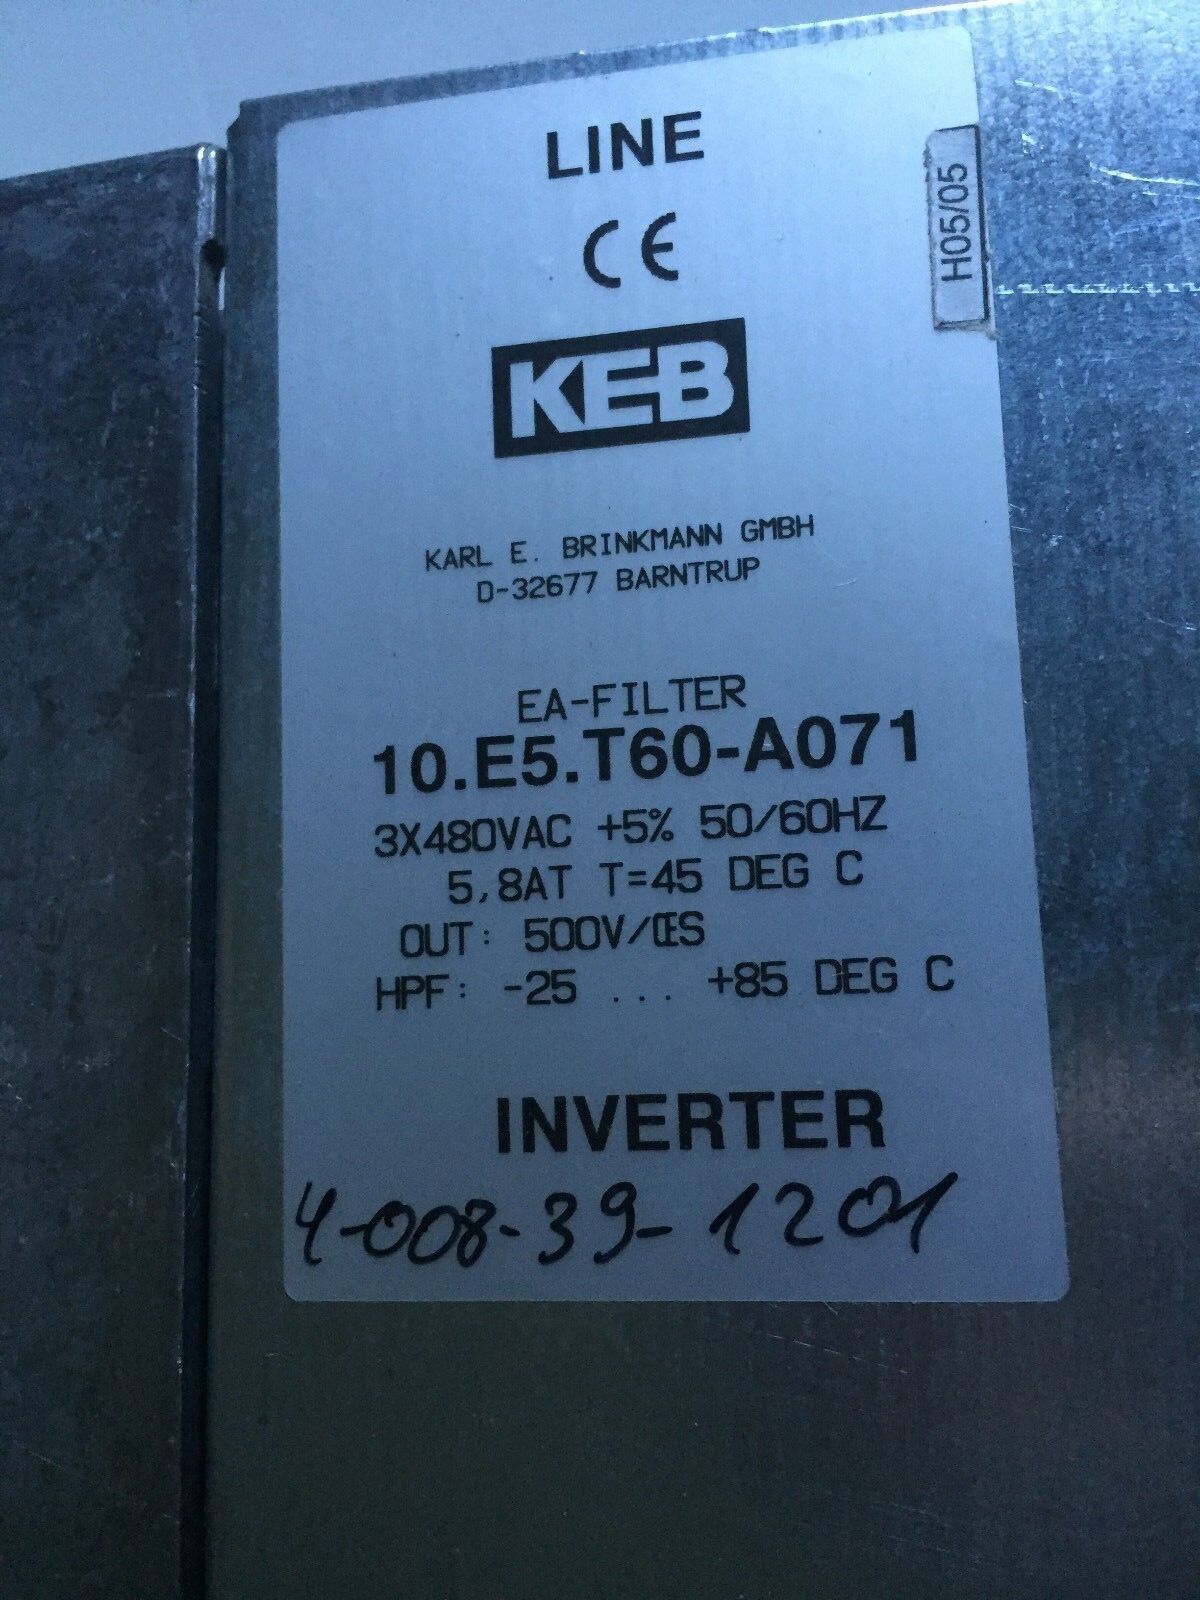 LINE
CE
H05/05
KEB
KARL E. BRINKMANN GMBH
D-32677 BARNTRUP
EA-FILTER
10.E5.T60-A071
3X480VAC +5% 50/60HZ
5,8AT T=45 DEG C
OUT: 500V/ŒS
HPF: -25 ... +85 DEG C
INVERTER
4-008-39-1201